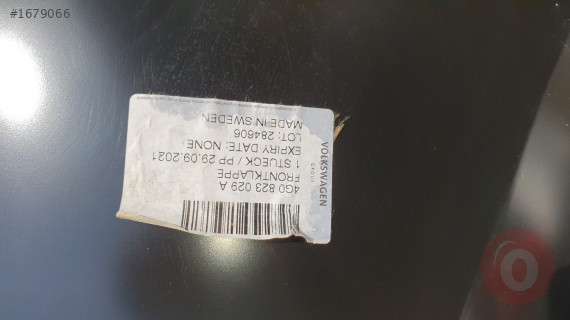 #1679066
VOLKSWAGEN
GROUP
4G0 823 029 A
FRONTKLAPPE
1 STUECK / PP 29.09.2021
EXPIRY DATE: NONE
LOT: 284606
MADE IN SWEDEN